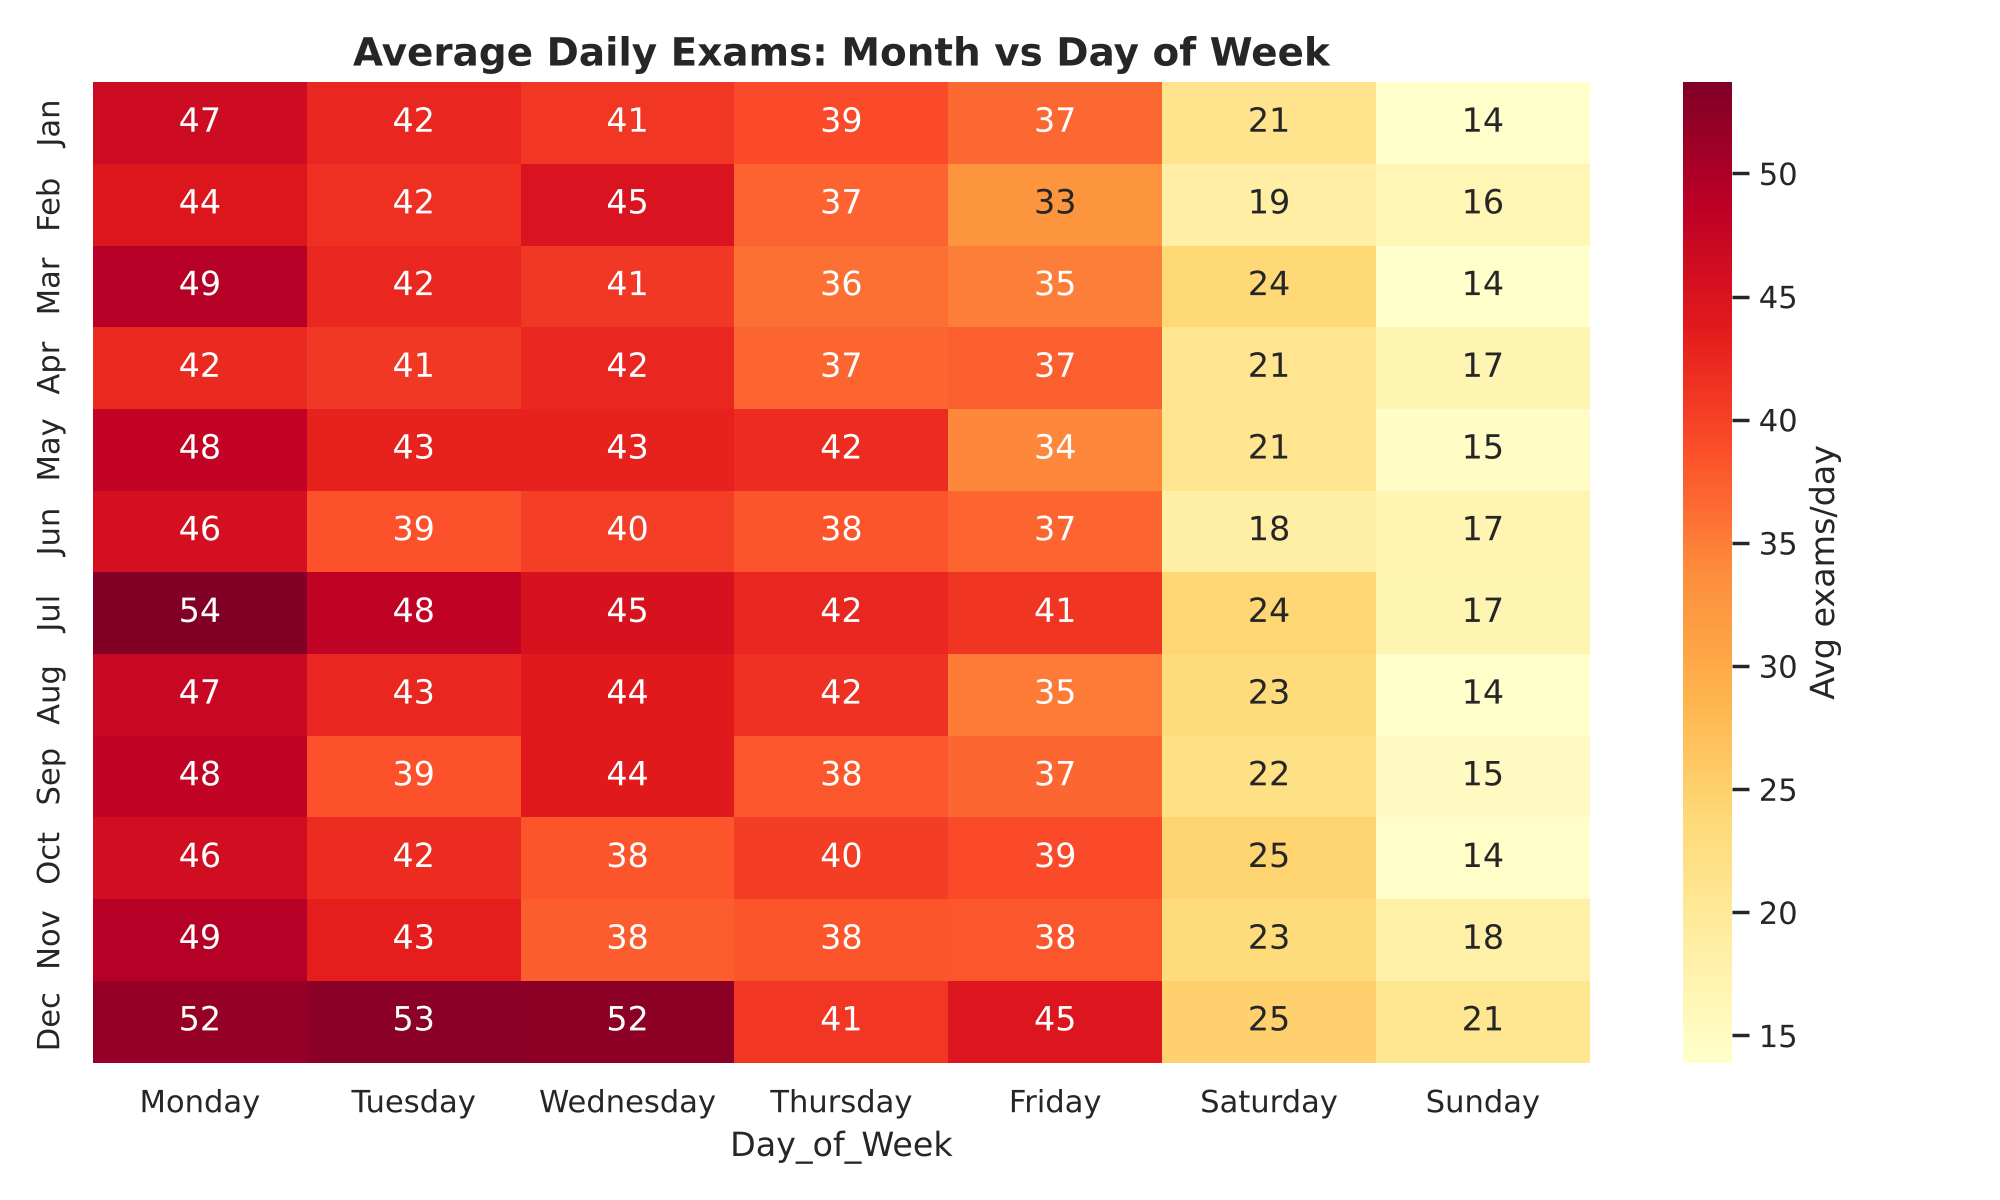 Average Daily Exams: Month vs Day of Week
Jan 47 42 41 39 37 21 14
Feb 44 42 45 37 33 19 16
Mar 49 42 41 36 35 24 14
Apr 42 41 42 37 37 21 17
May 48 43 43 42 34 21 15
Jun 46 39 40 38 37 18 17
Jul 54 48 45 42 41 24 17
Aug 47 43 44 42 35 23 14
Sep 48 39 44 38 37 22 15
Oct 46 42 38 40 39 25 14
Nov 49 43 38 38 38 23 18
Dec 52 53 52 41 45 25 21
Monday Tuesday Wednesday Thursday Friday Saturday Sunday
Day_of_Week
50
45
40
35
30
25
20
15
Avg exams/day